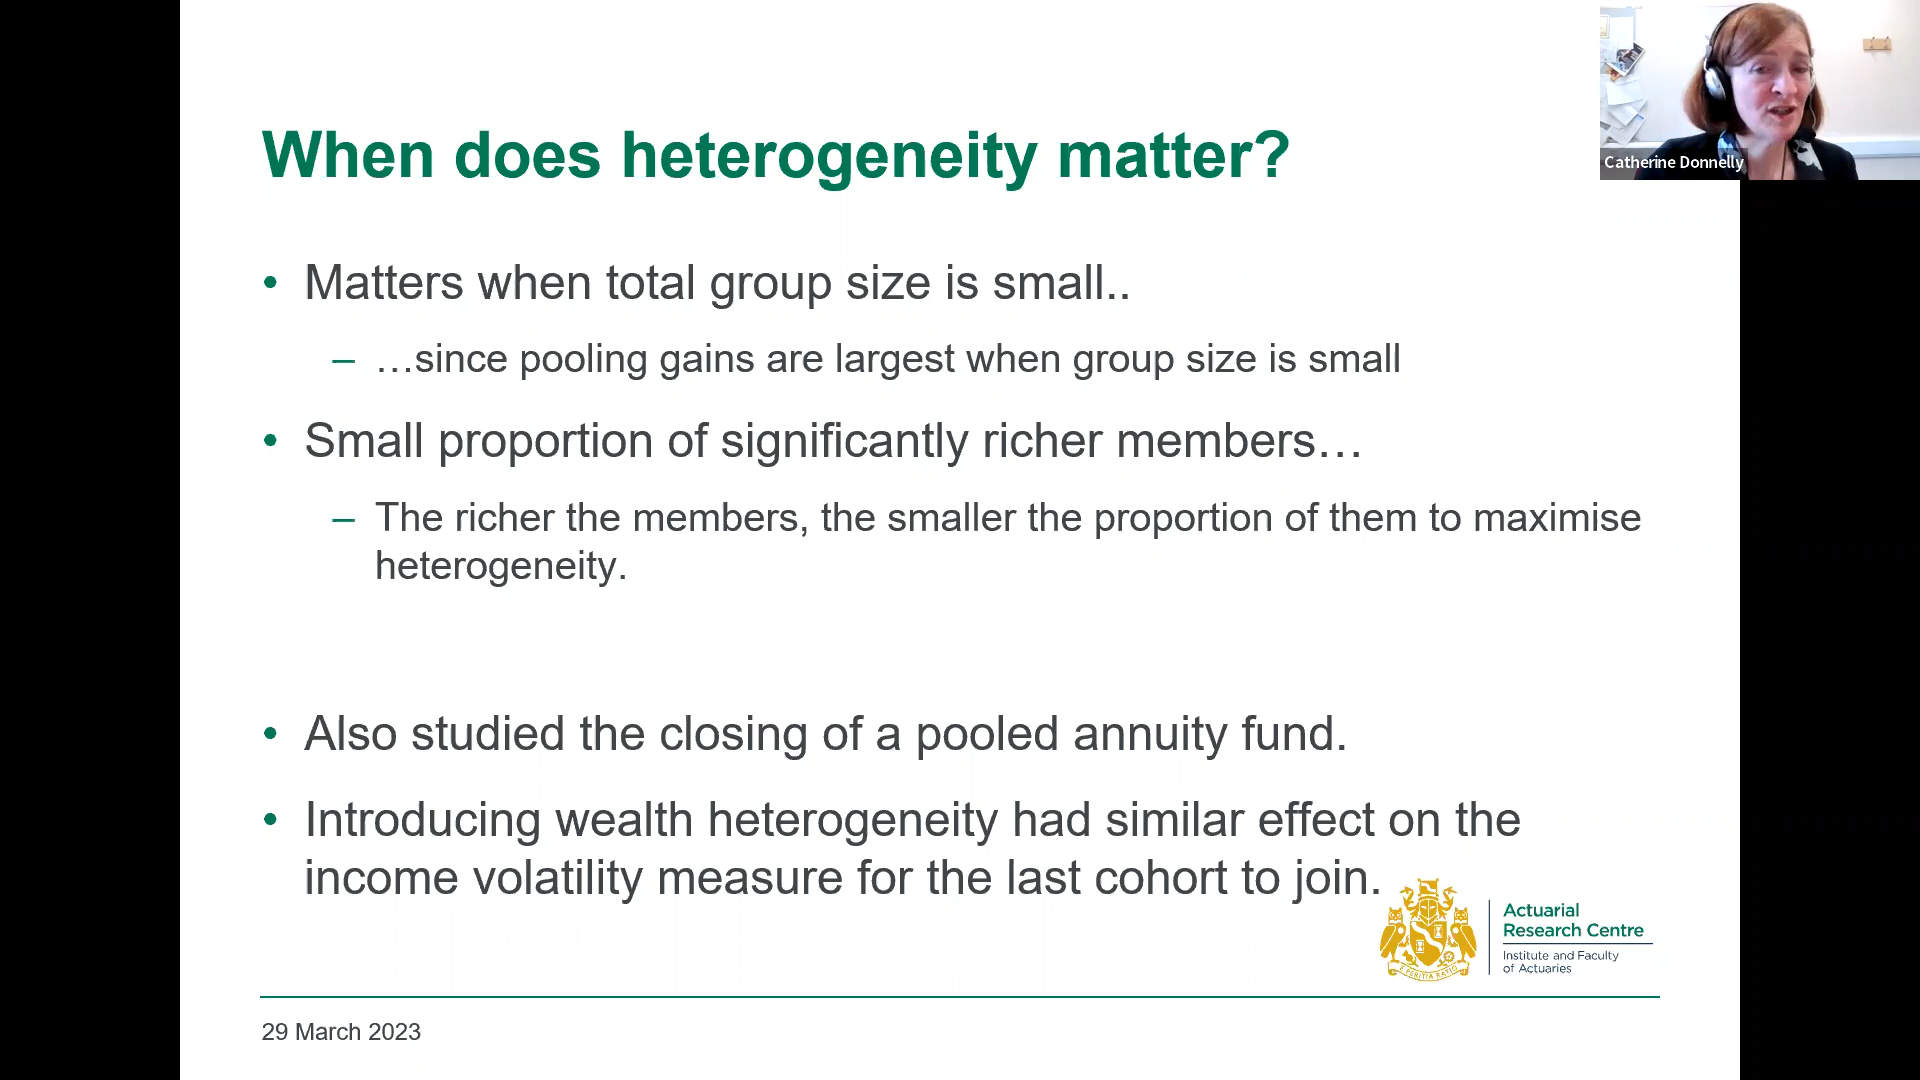 When does heterogeneity matter?
Catherine Donnelly
• Matters when total group size is small..
– …since pooling gains are largest when group size is small
• Small proportion of significantly richer members…
– The richer the members, the smaller the proportion of them to maximise
heterogeneity.
• Also studied the closing of a pooled annuity fund.
• Introducing wealth heterogeneity had similar effect on the
income volatility measure for the last cohort to join.
E PERITIA RATIO
Actuarial
Research Centre
Institute and Faculty
of Actuaries
29 March 2023